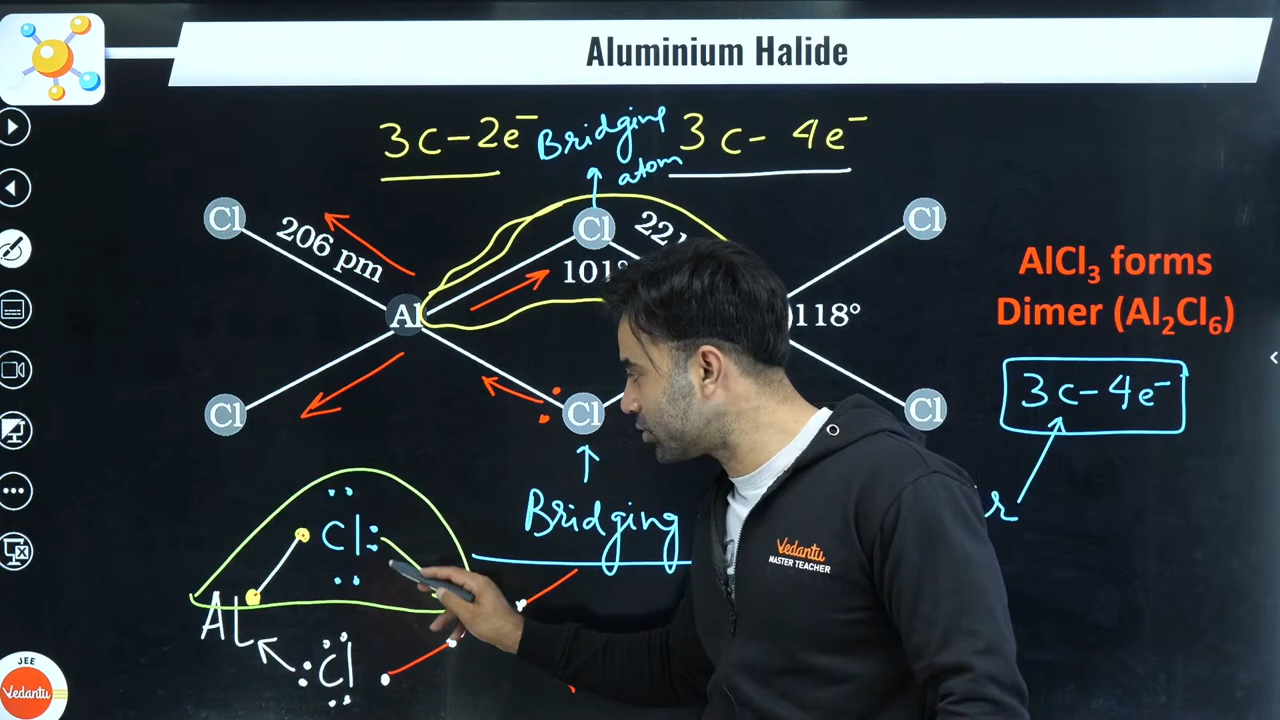 Aluminium Halide
3c-2e⁻
Bridging
atom
3c-4e⁻
Cl
Cl
Cl
206 pm
221
101°
Al
118°
AlCl₃ forms
Dimer (Al₂Cl₆)
3c-4e⁻
Cl
Cl
Cl
Bridging
Cl
Al
Cl
Vedantu
MASTER TEACHER
JEE
Vedantu